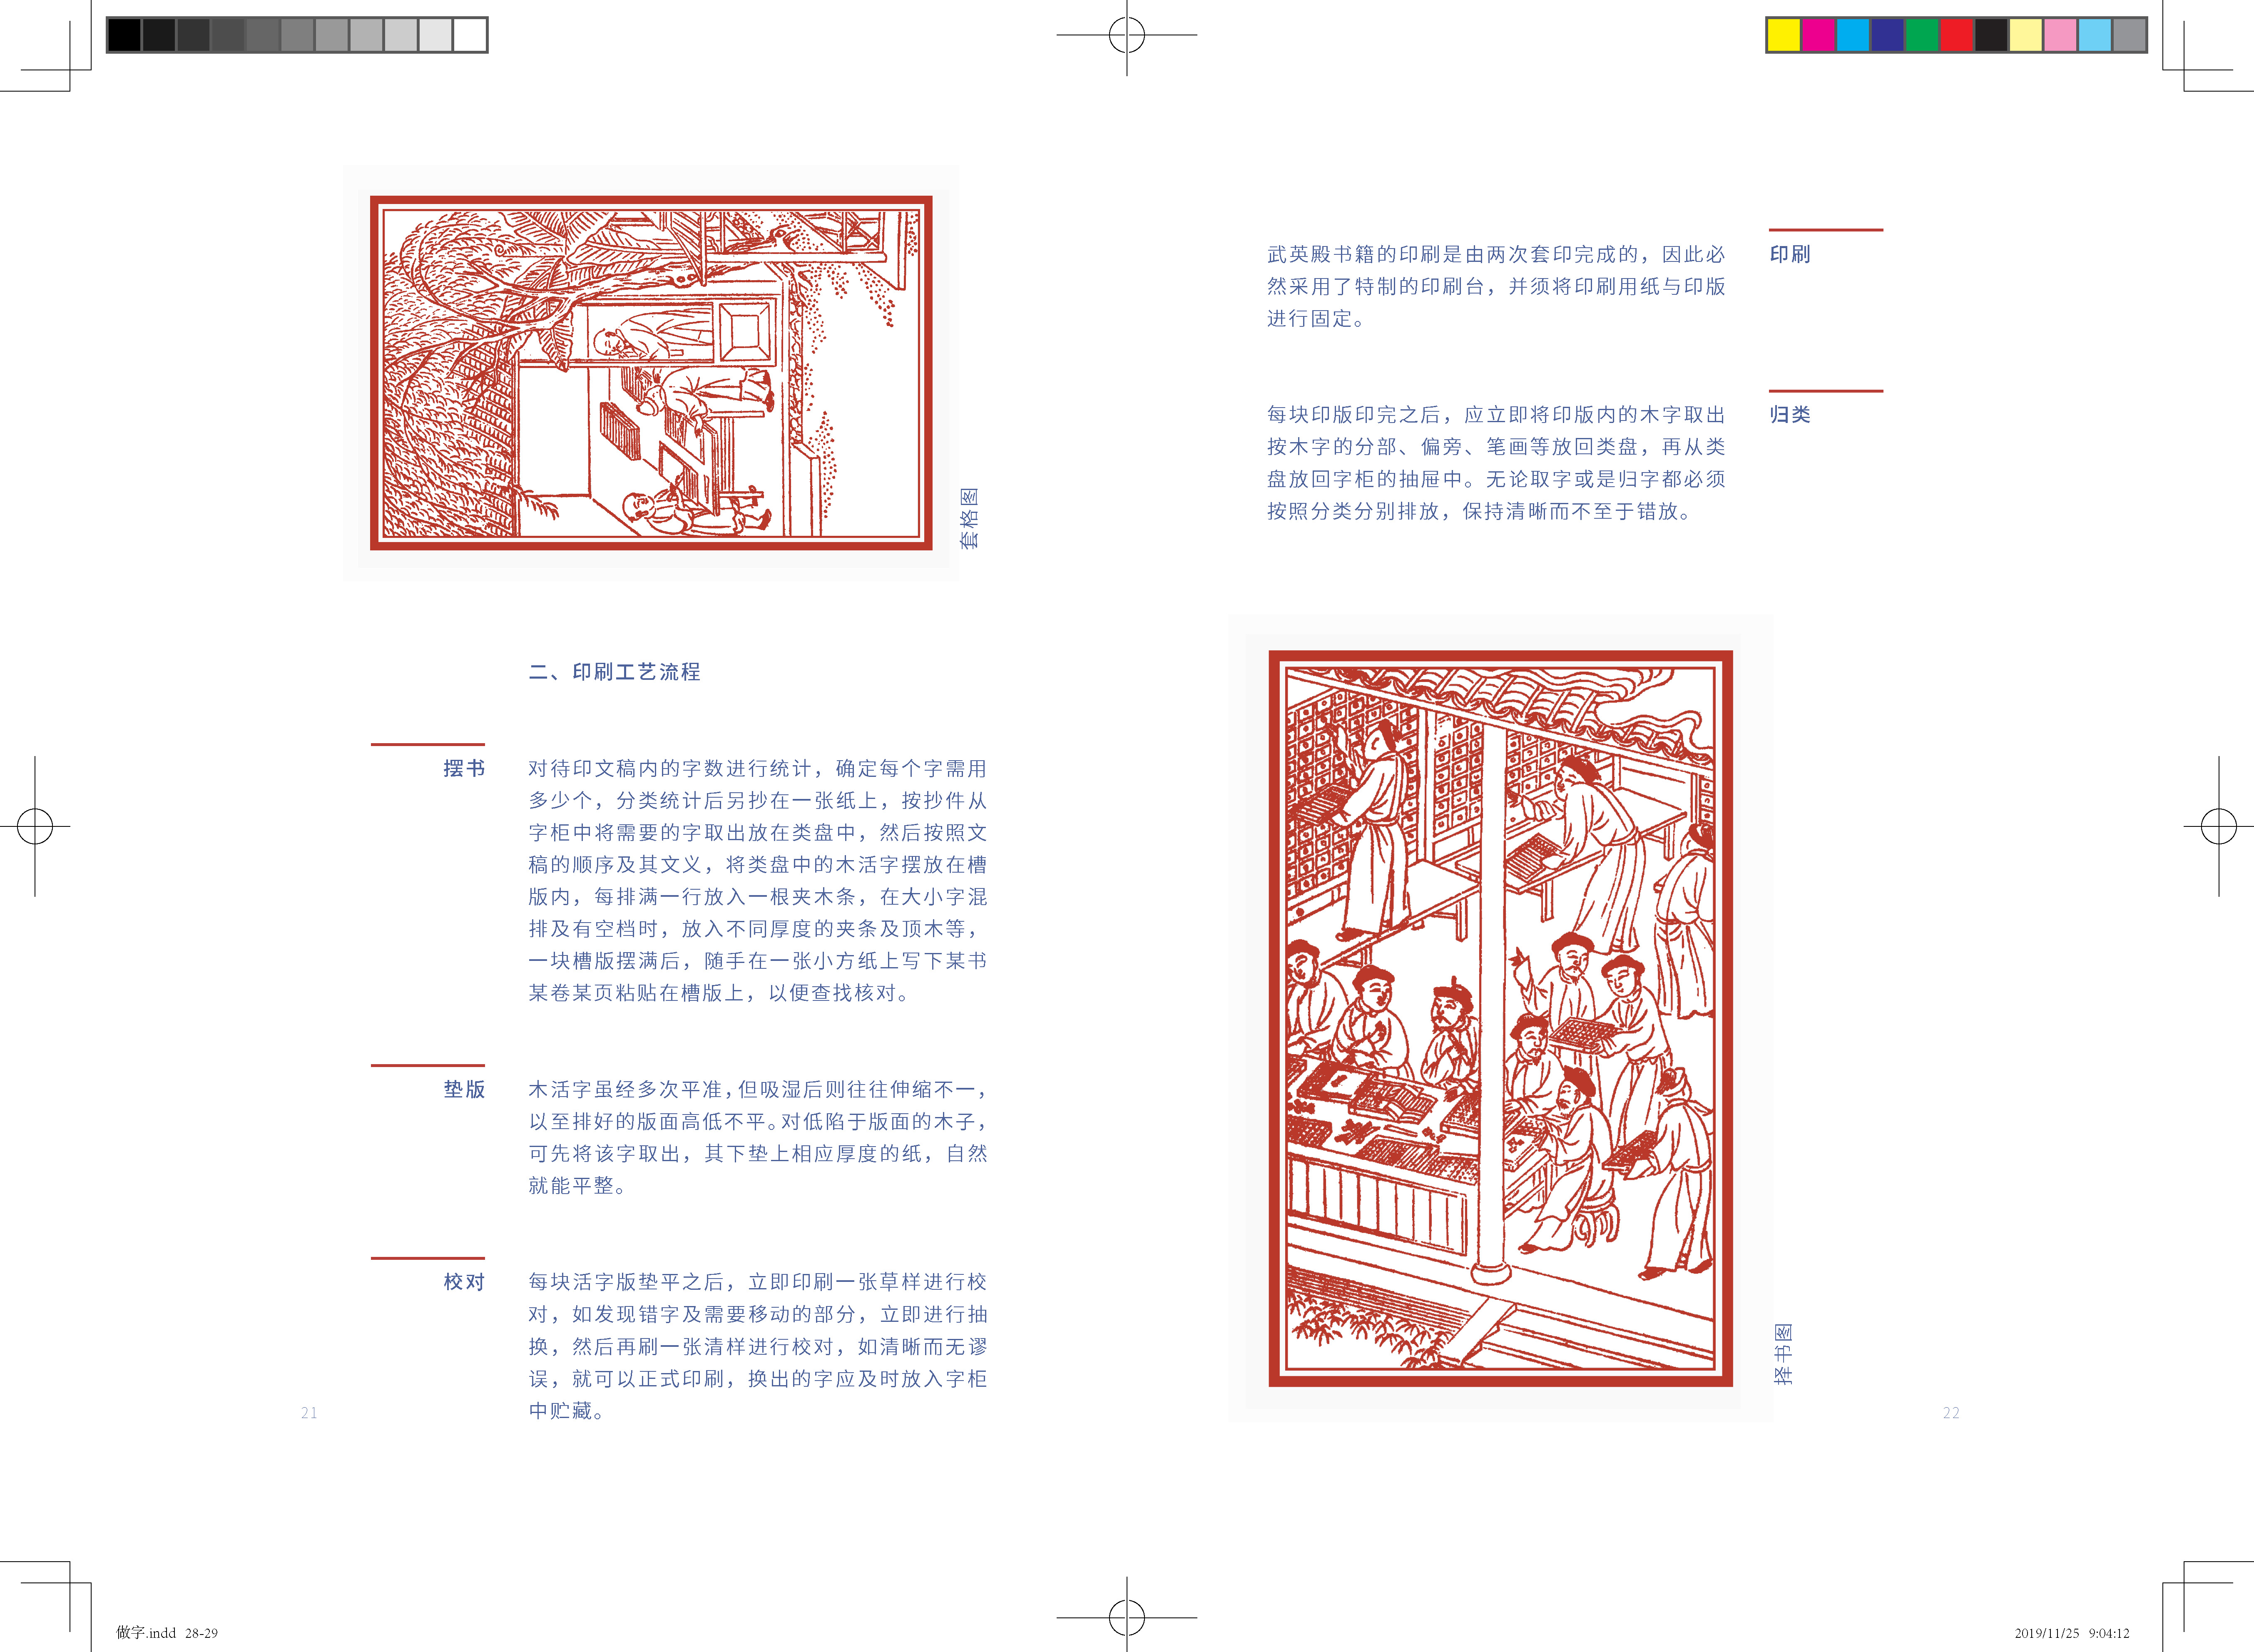 套格图
二、印刷工艺流程
摆书
对待印文稿内的字数进行统计，确定每个字需用
多少个，分类统计后另抄在一张纸上，按抄件从
字柜中将需要的字取出放在类盘中，然后按照文
稿的顺序及其文义，将类盘中的木活字摆放在槽
版内，每排满一行放入一根夹木条，在大小字混
排及有空档时，放入不同厚度的夹条及顶木等，
一块槽版摆满后，随手在一张小方纸上写下某书
某卷某页粘贴在槽版上，以便查找核对。
垫版
木活字虽经多次平准，但吸湿后则往往伸缩不一，
以至排好的版面高低不平。对低陷于版面的木子，
可先将该字取出，其下垫上相应厚度的纸，自然
就能平整。
校对
每块活字版垫平之后，立即印刷一张草样进行校
对，如发现错字及需要移动的部分，立即进行抽
换，然后再刷一张清样进行校对，如清晰而无谬
误，就可以正式印刷，换出的字应及时放入字柜
中贮藏。
21
印刷
武英殿书籍的印刷是由两次套印完成的，因此必
然采用了特制的印刷台，并须将印刷用纸与印版
进行固定。
归类
每块印版印完之后，应立即将印版内的木字取出
按木字的分部、偏旁、笔画等放回类盘，再从类
盘放回字柜的抽屉中。无论取字或是归字都必须
按照分类分别排放，保持清晰而不至于错放。
择书图
22
做字.indd 28-29
2019/11/25 9:04:12